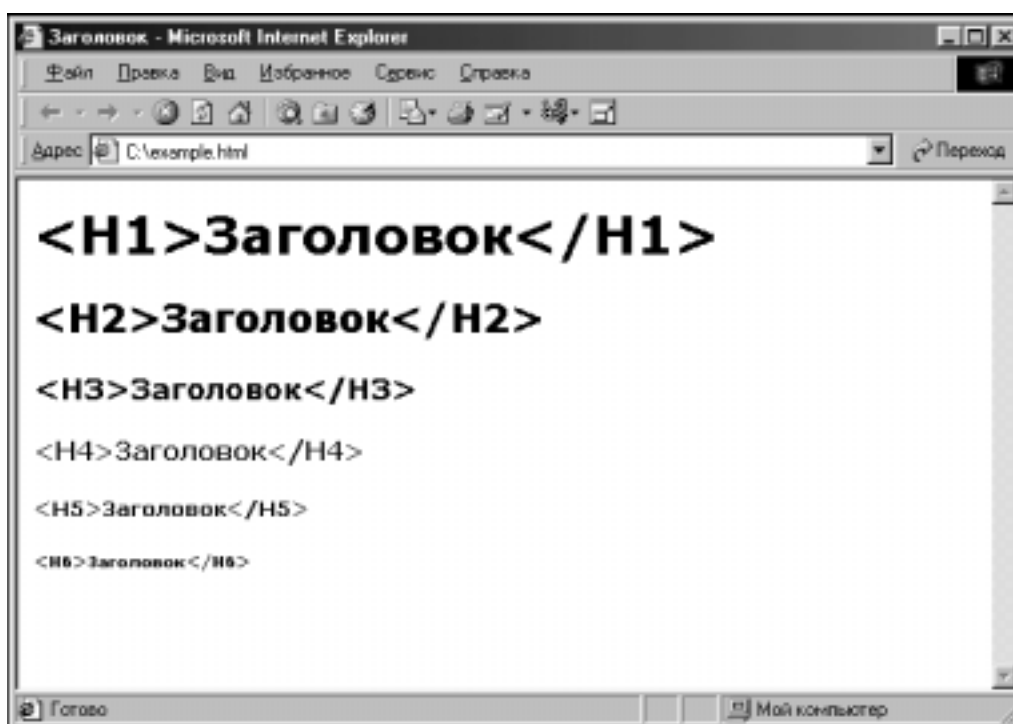 Заголовок - Microsoft Internet Explorer
Файл Правка Вид Избранное Сервис Справка
Адрес C:\example.html Переход
<H1>Заголовок</H1>
<H2>Заголовок</H2>
<H3>Заголовок</H3>
<H4>Заголовок</H4>
<H5>Заголовок</H5>
<H6>Заголовок</H6>
Готово Мой компьютер